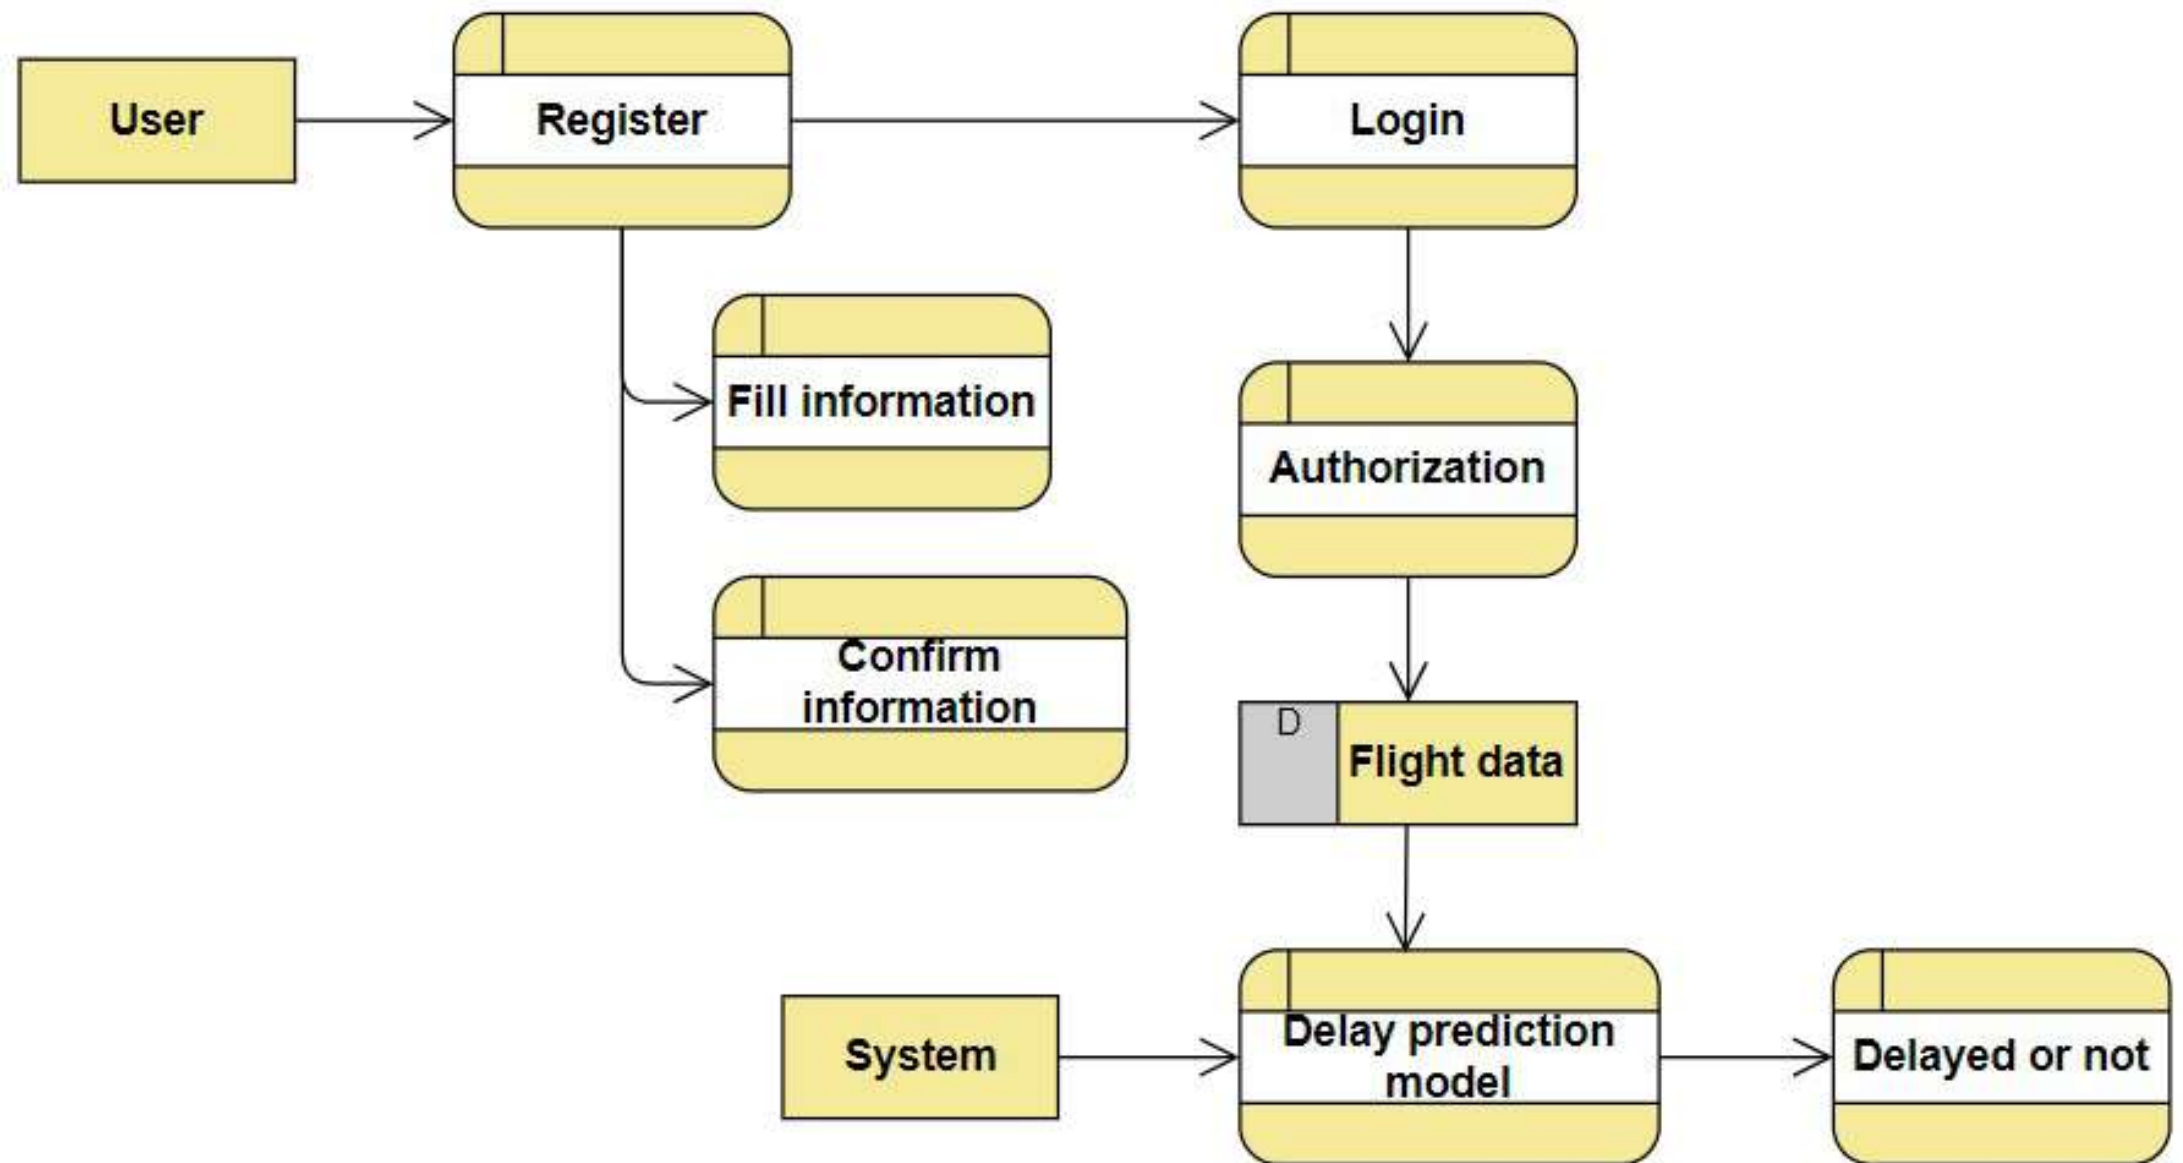 User
Register
Login
Fill information
Authorization
Confirm
information
D
Flight data
System
Delay prediction
model
Delayed or not